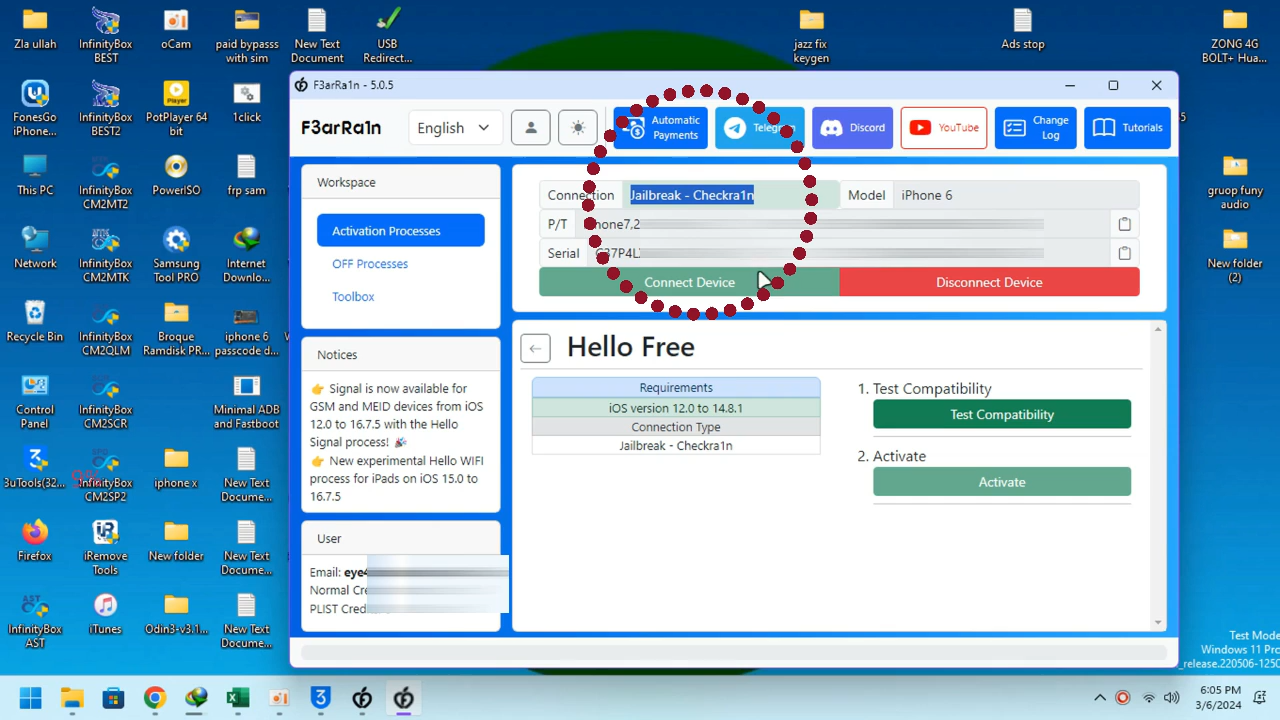 Zla ullah
InfinityBox
BEST
oCam
paid bypasss
with sim
New Text
Document
USB
Redirect...
jazz fix
keygen
Ads stop
ZONG 4G
BOLT+ Hua...
FonesGo
iPhone...
InfinityBox
BEST2
PotPlayer 64
bit
1click
This PC
InfinityBox
CM2MT2
PowerISO
frp sam
gruop funy
audio
Network
InfinityBox
CM2MTK
Samsung
Tool PRO
Internet
Downlo...
New folder
(2)
Recycle Bin
InfinityBox
CM2QLM
Broque
Ramdisk PR...
iphone 6
passcode d...
Control
Panel
InfinityBox
CM2SCR
Minimal ADB
and Fastboot
3uTools(32...
InfinityBox
CM2SP2
iphone x
New Text
Docume...
Firefox
iRemove
Tools
New folder
New Text
Docume...
InfinityBox
AST
iTunes
Odin3-v3.1...
New Text
Docume...
F3arRa1n - 5.0.5
F3arRa1n
English
Automatic
Payments
Discord
YouTube
Change
Log
Tutorials
Workspace
Activation Processes
OFF Processes
Toolbox
Connection
Jailbreak - Checkra1n
Model
iPhone 6
P/T
Serial
Connect Device
Disconnect Device
Notices
👉 Signal is now available for
GSM and MEID devices from iOS
12.0 to 16.7.5 with the Hello
Signal process! 🎉
👉 New experimental Hello WIFI
process for iPads on iOS 15.0 to
16.7.5
User
Email:
Normal
PLIST
Hello Free
Requirements
iOS version 12.0 to 14.8.1
Connection Type
Jailbreak - Checkra1n
1. Test Compatibility
Test Compatibility
2. Activate
Activate
Test Mode
Windows 11 Pro
_release.220506-1250
6:05 PM
3/6/2024